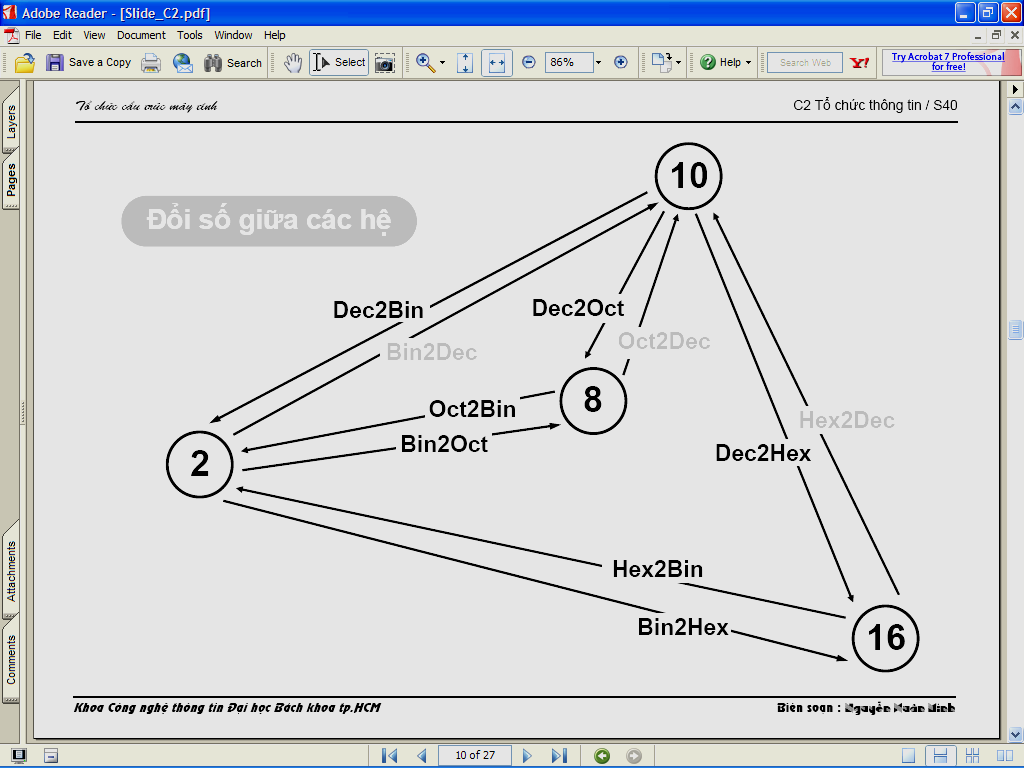 Adobe Reader - [Slide_C2.pdf]
File Edit View Document Tools Window Help
Save a Copy Search Select 86% Help Search Web Y! Try Acrobat 7 Professional for free!
Layers
Pages
Attachments
Comments
Tổ chức cấu trúc máy tính
C2 Tổ chức thông tin / S40
10
Đổi số giữa các hệ
Dec2Bin
Dec2Oct
Bin2Dec
Oct2Dec
8
Oct2Bin
Hex2Dec
Bin2Oct
Dec2Hex
2
Hex2Bin
Bin2Hex
16
Khoa Công nghệ thông tin Đại học Bách khoa tp.HCM
Biên soạn : Nguyễn Xuân Minh
10 of 27